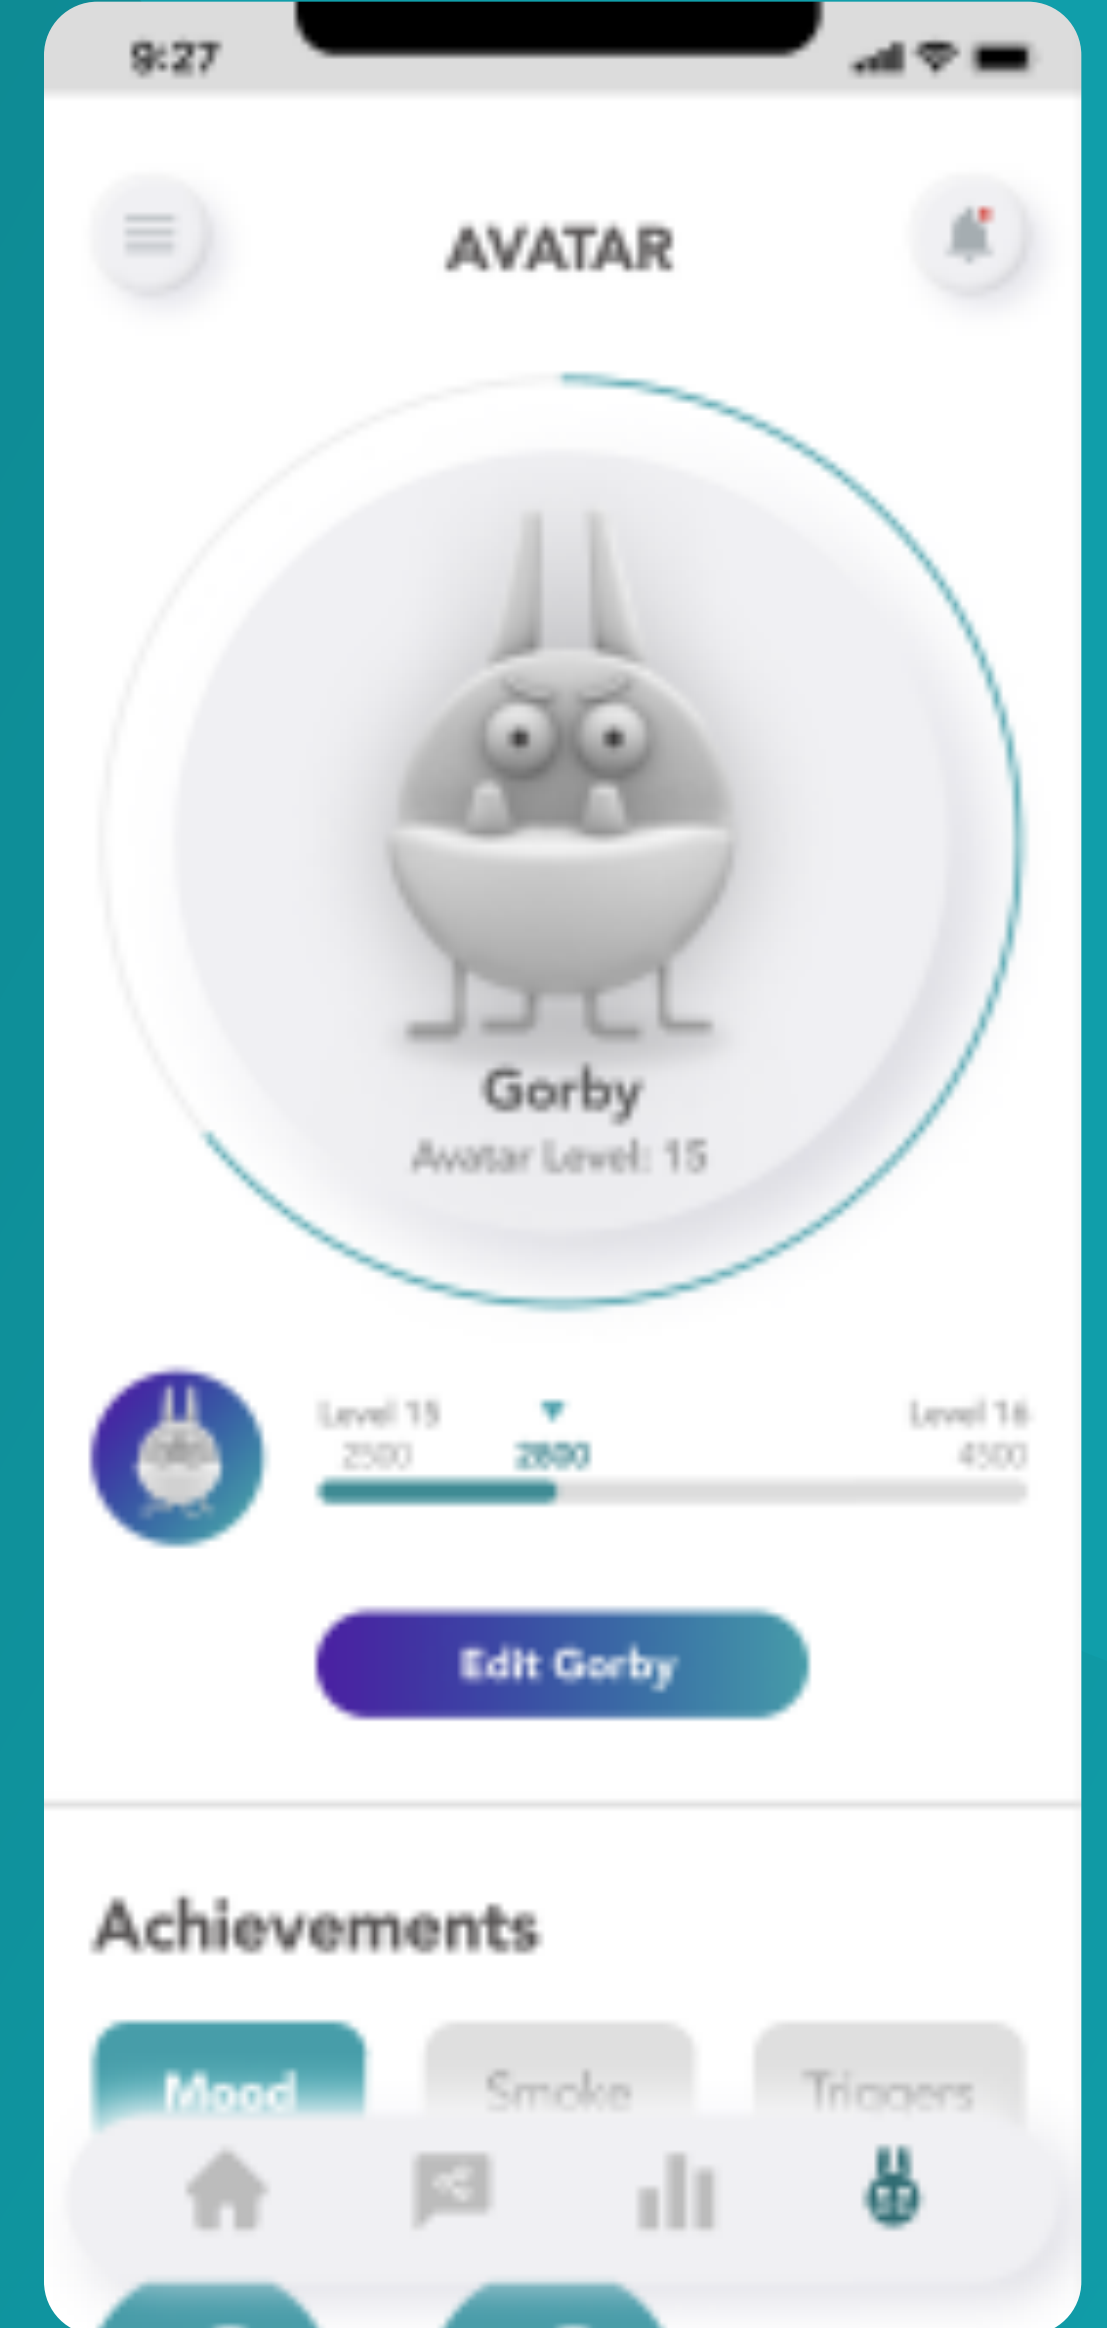 9:27
AVATAR
Gorby
Avatar Level: 15
Level 15 Level 16
2500 2800 4500
Edit Gorby
Achievements
Mood Smoke Triggers